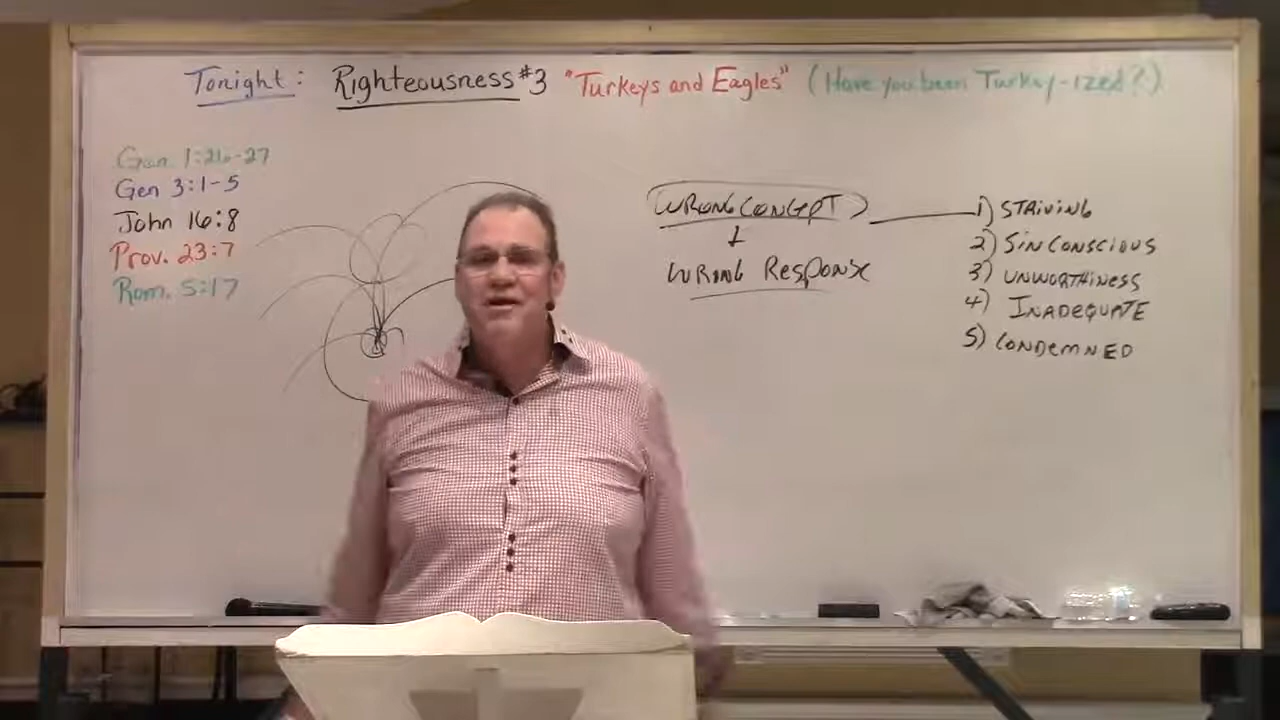 Tonight: Righteousness #3 "Turkeys and Eagles" (Have you been Turkey-ized?)
Gen. 1:26-27
Gen 3:1-5
John 16:8
Prov. 23:7
Rom. 5:17
WRONG CONCEPT
WRONG RESPONSE
1) STRIVING
2) SIN CONSCIOUS
3) UNWORTHINESS
4) INADEQUATE
5) CONDEMNED